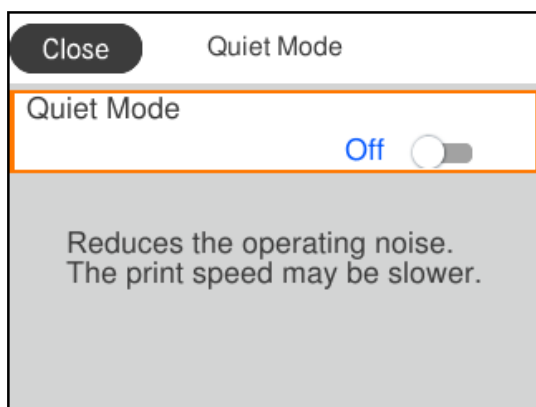 Close Quiet Mode
Quiet Mode
Off
Reduces the operating noise.
The print speed may be slower.